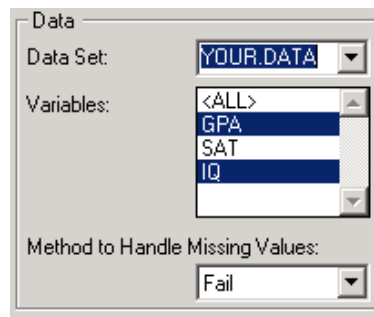 Data
Data Set: YOUR.DATA
Variables: <ALL>
GPA
SAT
IQ
Method to Handle Missing Values:
Fail